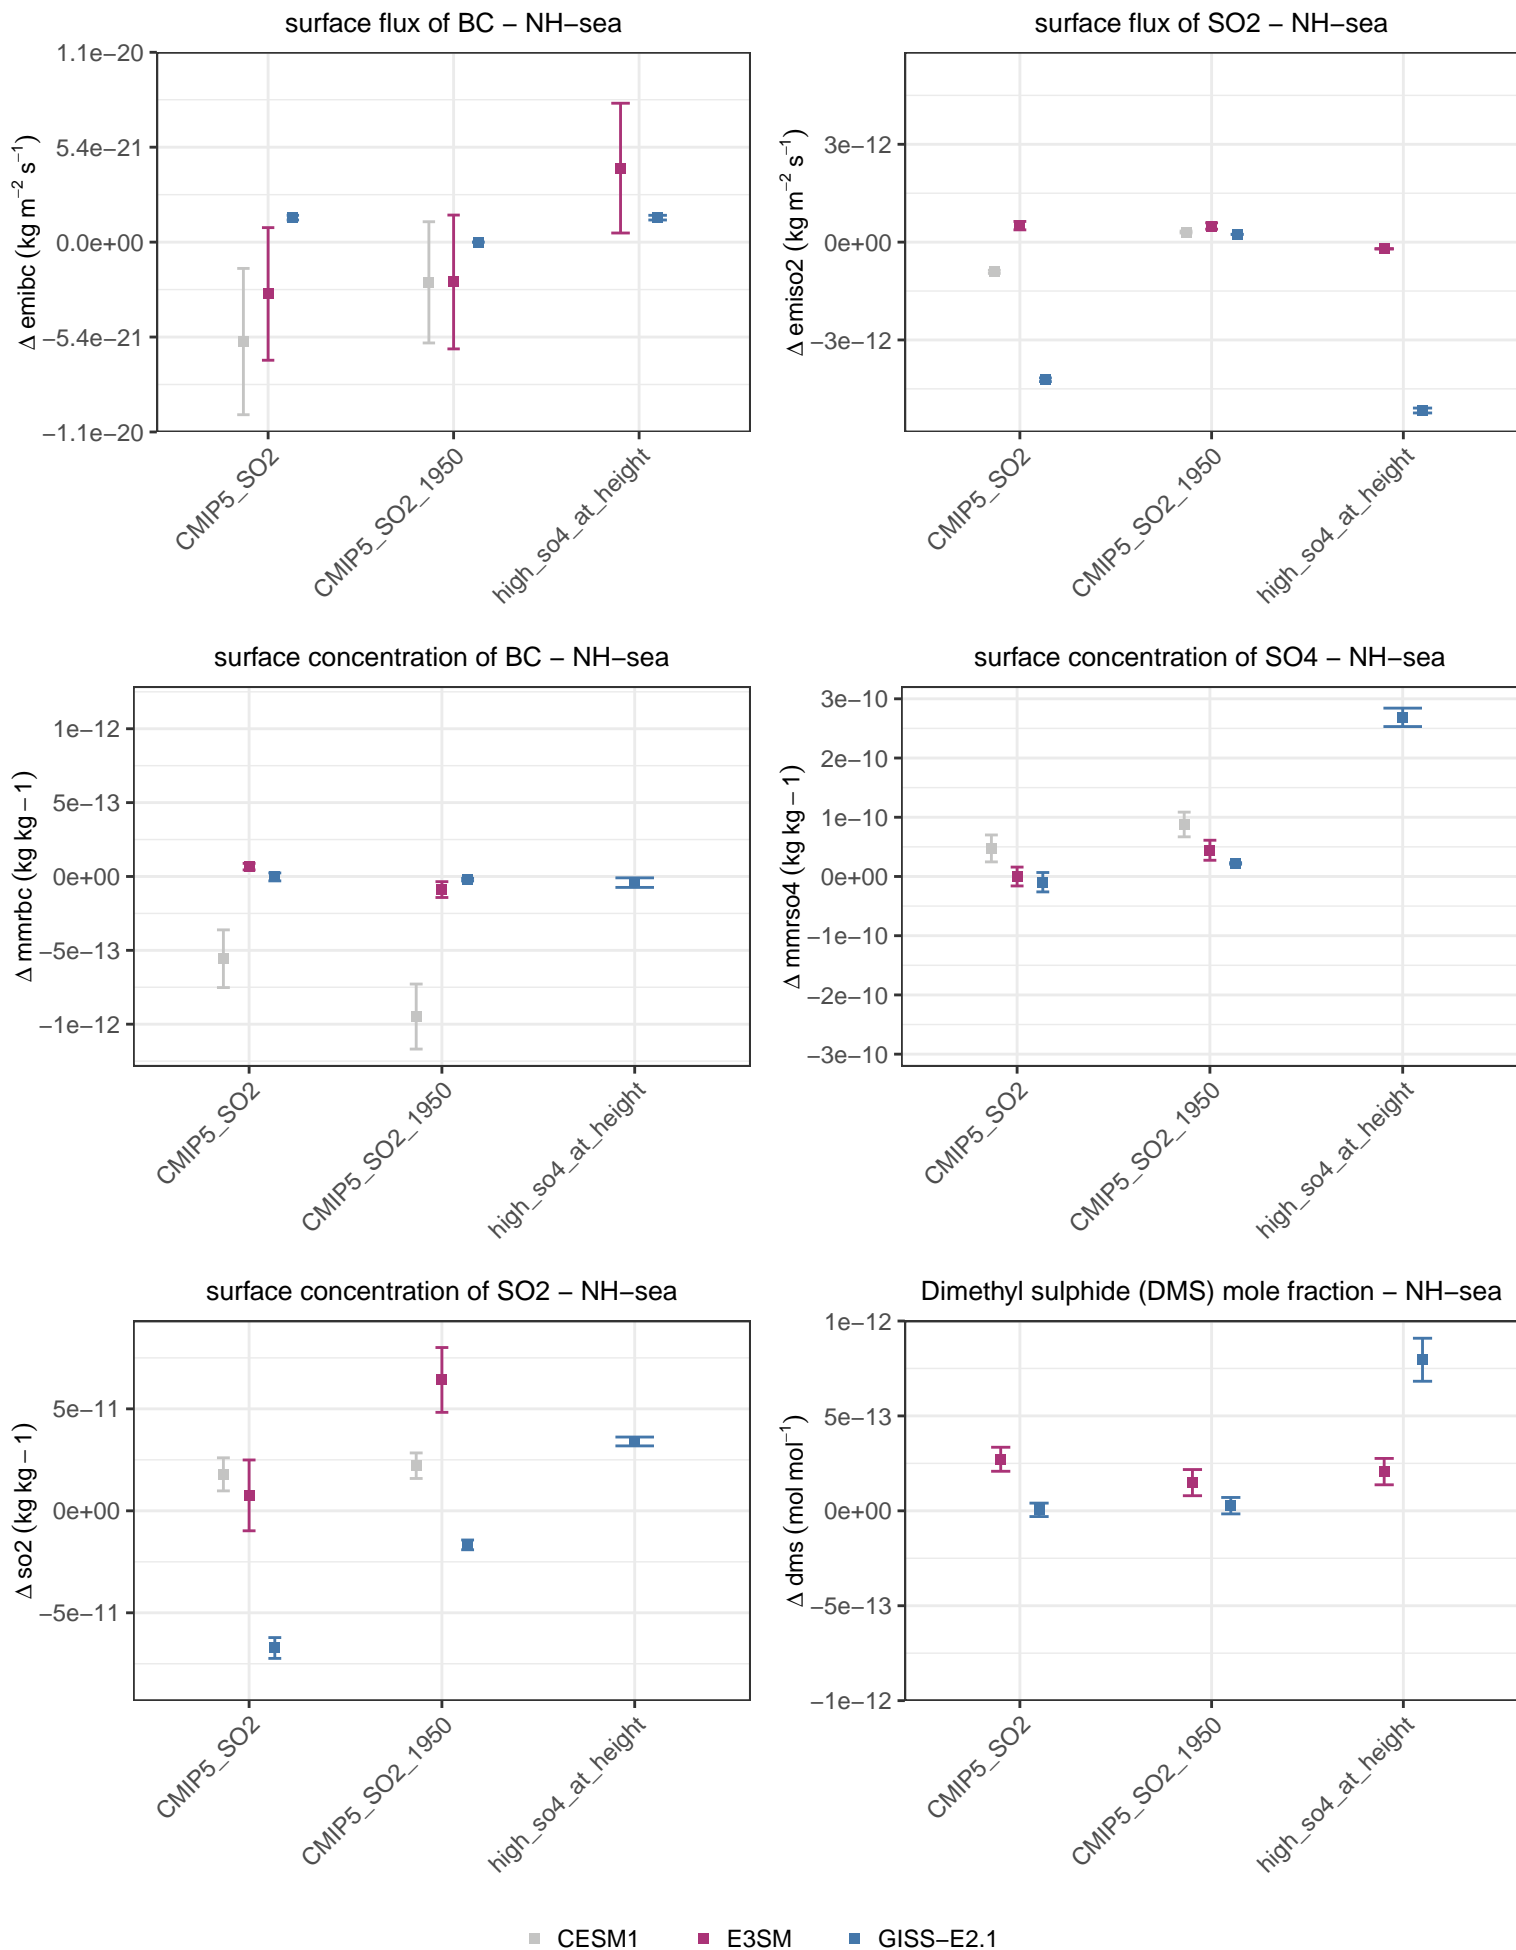 surface flux of BC − NH−sea
Δ emibc (kg m−2 s−1)
1.1e−20
5.4e−21
0.0e+00
−5.4e−21
−1.1e−20
CMIP5_SO2
CMIP5_SO2_1950
high_so4_at_height
surface flux of SO2 − NH−sea
Δ emiso2 (kg m−2 s−1)
3e−12
0e+00
−3e−12
CMIP5_SO2
CMIP5_SO2_1950
high_so4_at_height
surface concentration of BC − NH−sea
Δ mmrbc (kg kg − 1)
1e−12
5e−13
0e+00
−5e−13
−1e−12
CMIP5_SO2
CMIP5_SO2_1950
high_so4_at_height
surface concentration of SO4 − NH−sea
Δ mmrso4 (kg kg − 1)
3e−10
2e−10
1e−10
0e+00
−1e−10
−2e−10
−3e−10
CMIP5_SO2
CMIP5_SO2_1950
high_so4_at_height
surface concentration of SO2 − NH−sea
Δ so2 (kg kg − 1)
5e−11
0e+00
−5e−11
CMIP5_SO2
CMIP5_SO2_1950
high_so4_at_height
Dimethyl sulphide (DMS) mole fraction − NH−sea
Δ dms (mol mol−1)
1e−12
5e−13
0e+00
−5e−13
−1e−12
CMIP5_SO2
CMIP5_SO2_1950
high_so4_at_height
CESM1 E3SM GISS−E2.1